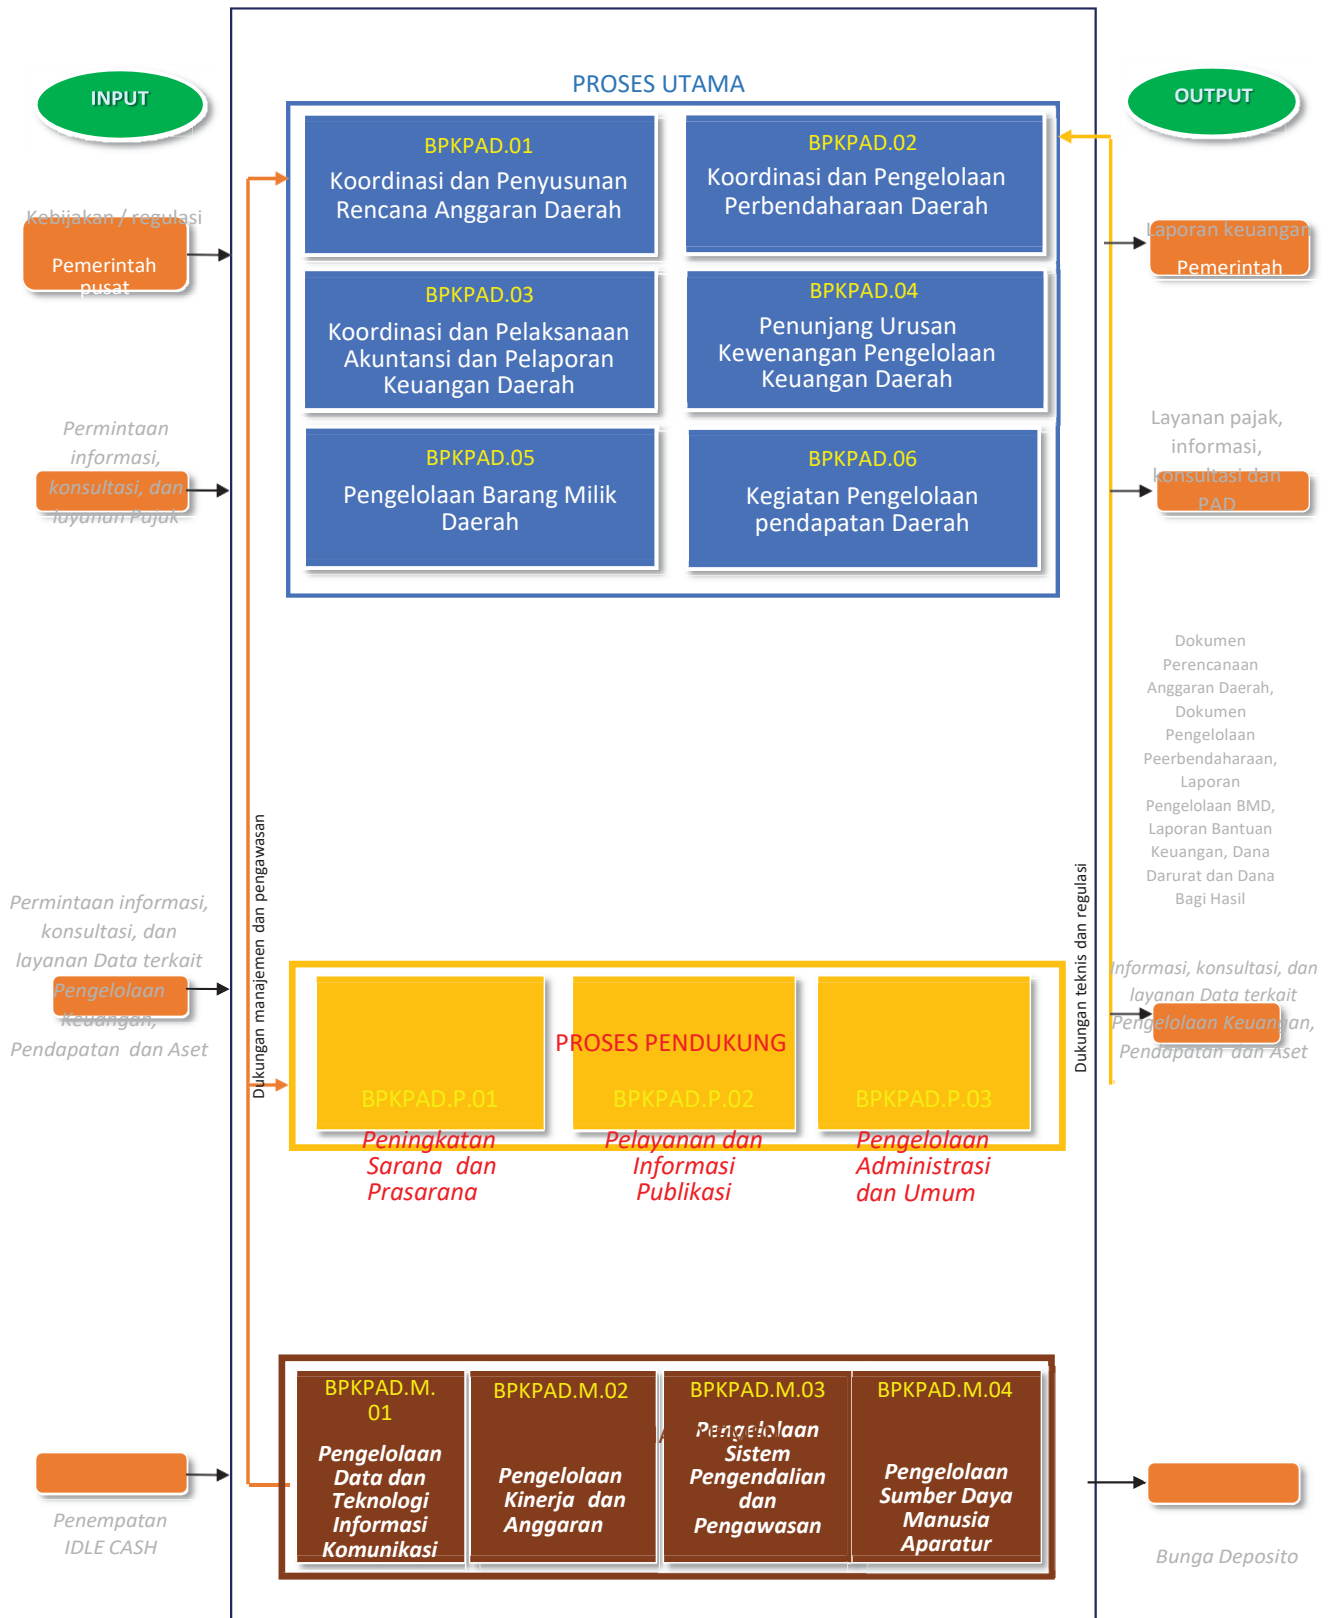 PROSES UTAMA
INPUT
OUTPUT
BPKPAD.01
Koordinasi dan Penyusunan
Rencana Anggaran Daerah
BPKPAD.02
Koordinasi dan Pengelolaan
Perbendaharaan Daerah
BPKPAD.03
Koordinasi dan Pelaksanaan
Akuntansi dan Pelaporan
Keuangan Daerah
BPKPAD.04
Penunjang Urusan
Kewenangan Pengelolaan
Keuangan Daerah
BPKPAD.05
Pengelolaan Barang Milik
Daerah
BPKPAD.06
Kegiatan Pengelolaan
pendapatan Daerah
Kebijakan / regulasi
Pemerintah
pusat
Permintaan
informasi,
konsultasi, dan
layanan Pajak
Permintaan informasi,
konsultasi, dan
layanan Data terkait
Pengelolaan
Keuangan,
Pendapatan dan Aset
Penempatan
IDLE CASH
Laporan keuangan
Pemerintah
Layanan pajak,
informasi,
konsultasi dan
PAD
Dokumen
Perencanaan
Anggaran Daerah,
Dokumen
Pengelolaan
Peerbendaharaan,
Laporan
Pengelolaan BMD,
Laporan Bantuan
Keuangan, Dana
Darurat dan Dana
Bagi Hasil
Informasi, konsultasi, dan
layanan Data terkait
Pengelolaan Keuangan,
Pendapatan dan Aset
Bunga Deposito
Dukungan manajemen dan pengawasan
Dukungan teknis dan regulasi
PROSES PENDUKUNG
BPKPAD.P.01
Peningkatan
Sarana dan
Prasarana
BPKPAD.P.02
Pelayanan dan
Informasi
Publikasi
BPKPAD.P.03
Pengelolaan
Administrasi
dan Umum
BPKPAD.M.
01
Pengelolaan
Data dan
Teknologi
Informasi
Komunikasi
BPKPAD.M.02
Pengelolaan
Kinerja dan
Anggaran
BPKPAD.M.03
Pengelolaan
Sistem
Pengendalian
dan
Pengawasan
BPKPAD.M.04
Pengelolaan
Sumber Daya
Manusia
Aparatur